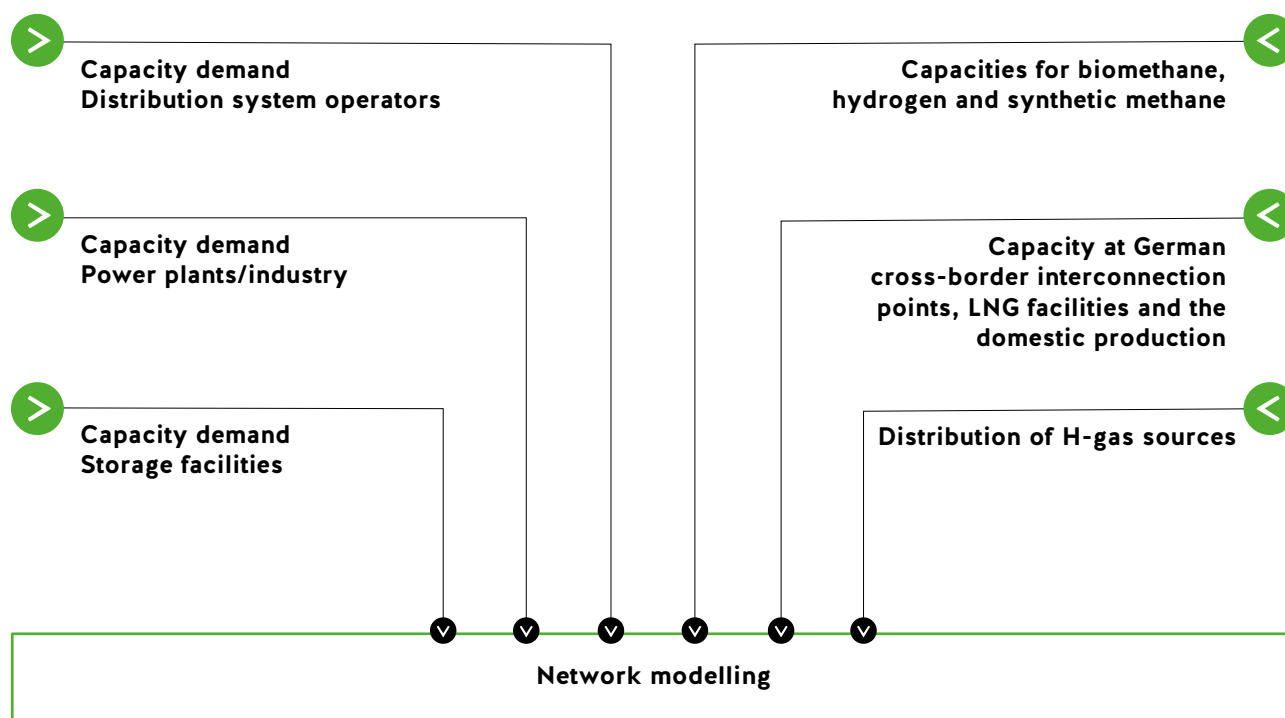 Capacity demand
Distribution system operators
Capacities for biomethane,
hydrogen and synthetic methane
Capacity demand
Power plants/industry
Capacity at German
cross-border interconnection
points, LNG facilities and the
domestic production
Capacity demand
Storage facilities
Distribution of H-gas sources
Network modelling